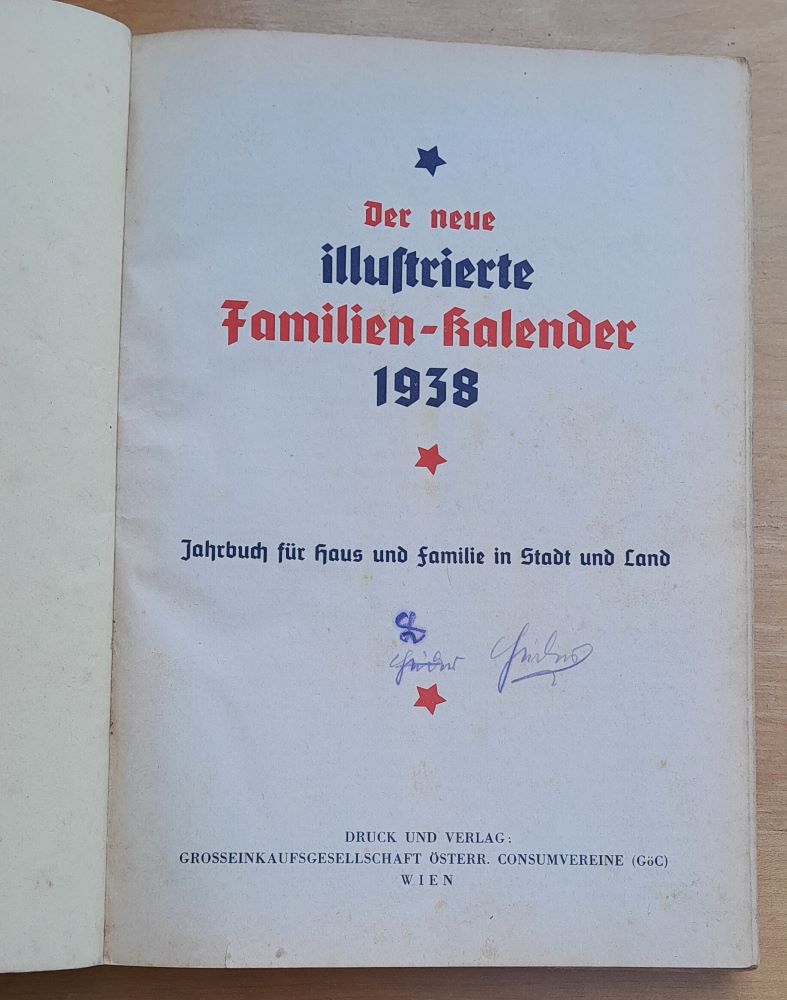 Der neue
illuſtrierte
Familien-Kalender
1938
Jahrbuch für Haus und Familie in Stadt und Land
DRUCK UND VERLAG:
GROSSEINKAUFSGESELLSCHAFT ÖSTERR. CONSUMVEREINE (GöC)
WIEN